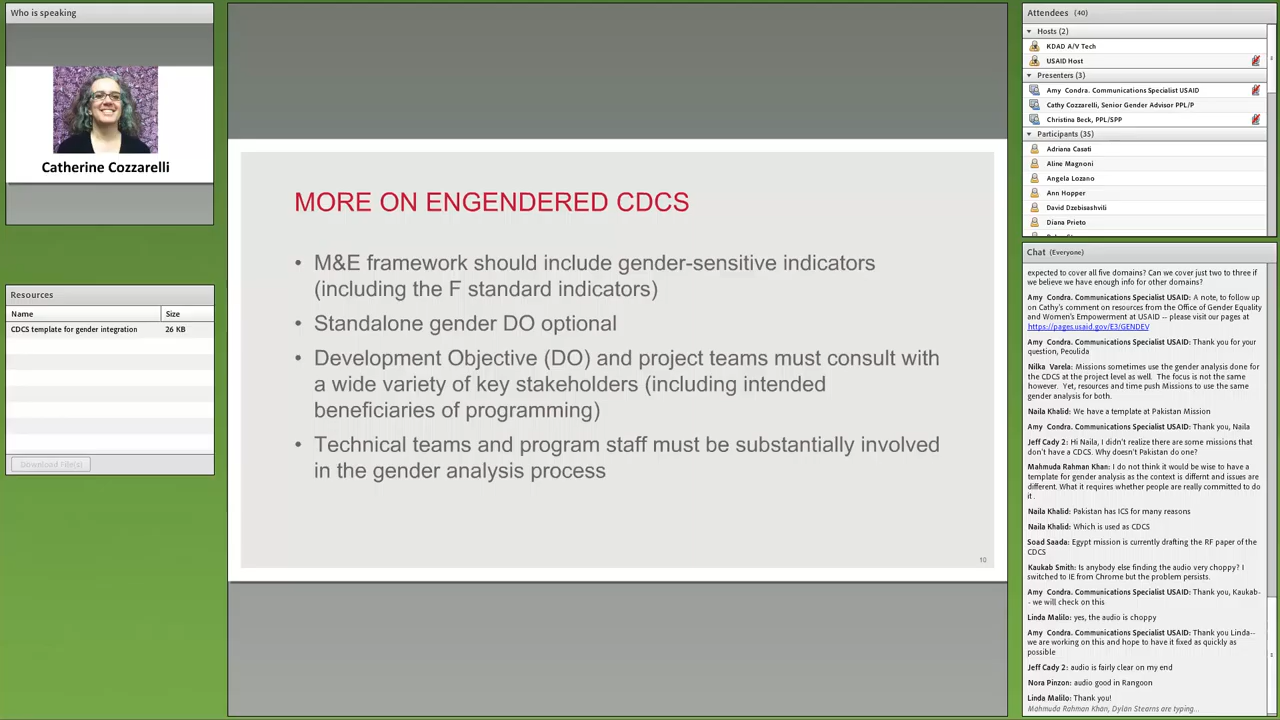 Who is speaking
Catherine Cozzarelli
Resources
Name
Size
CDCS template for gender integration
26 KB
Download File(s)
MORE ON ENGENDERED CDCS
• M&E framework should include gender-sensitive indicators
(including the F standard indicators)
• Standalone gender DO optional
• Development Objective (DO) and project teams must consult with
a wide variety of key stakeholders (including intended
beneficiaries of programming)
• Technical teams and program staff must be substantially involved
in the gender analysis process
10
Attendees (40)
Hosts (2)
KDAD A/V Tech
USAID Host
Presenters (3)
Amy Condra. Communications Specialist USAID
Cathy Cozzarelli, Senior Gender Advisor PPL/P
Christina Beck, PPL/SPP
Participants (35)
Adriana Casati
Aline Magnoni
Angela Lozano
Ann Hopper
David Dzebisashvili
Diana Prieto
Chat (Everyone)
expected to cover all five domains? Can we cover just two to three if
we believe we have enough info for other domains?
Amy Condra. Communications Specialist USAID: A note, to follow up
on Cathy's comment on resources from the Office of Gender Equality
and Women's Empowerment at USAID -- please visit our pages at
https://pages.usaid.gov/E3/GENDEV
Amy Condra. Communications Specialist USAID: Thank you for your
question, Peculida
Nilka Varela: Missions sometimes use the gender analysis done for
the CDCS at the project level as well. The focus is not the same
however. Yet, resources and time push Missions to use the same
gender analysis for both.
Naila Khalid: We have a template at Pakistan Mission
Amy Condra. Communications Specialist USAID: Thank you, Naila
Jeff Cady 2: Hi Naila, I didn't realize there are some missions that
don't have a CDCS. Why doesn't Pakistan do one?
Mahmuda Rahman Khan: I do not think it would be wise to have a
template for gender analysis as the context is differnt and issues are
different. What it requires whether people are really committed to do
it .
Naila Khalid: Pakistan has ICS for many reasons
Naila Khalid: Which is used as CDCS
Soad Saada: Egypt mission is currently drafting the RF paper of the
CDCS
Kaukab Smith: Is anybody else finding the audio very choppy? I
switched to IE from Chrome but the problem persists.
Amy Condra. Communications Specialist USAID: Thank you, Kaukab-
- we will check on this
Linda Malilo: yes, the audio is choppy
Amy Condra. Communications Specialist USAID: Thank you Linda--
we are working on this and hope to have it fixed as quickly as
possible
Jeff Cady 2: audio is fairly clear on my end
Nora Pinzon: audio good in Rangoon
Linda Malilo: Thank you!
Mahmuda Rahman Khan, Dylan Stearns are typing...